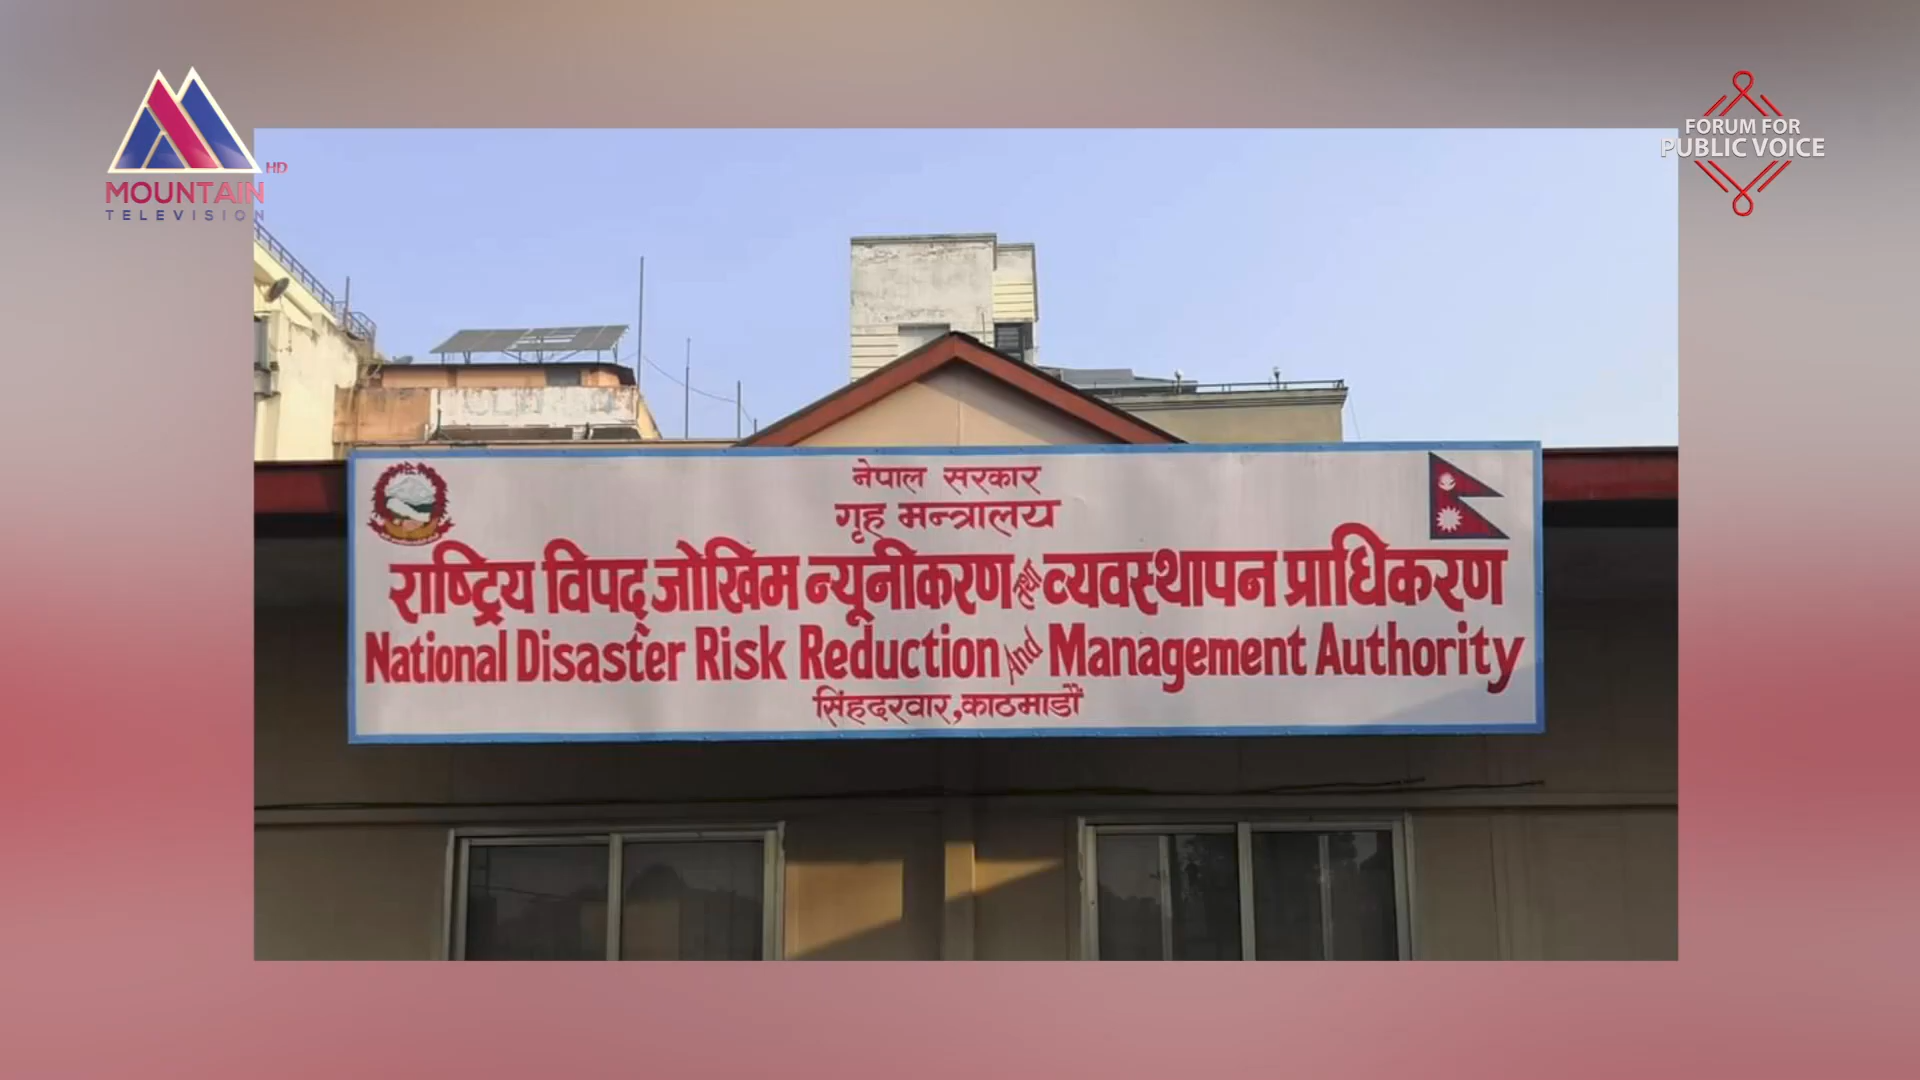 MOUNTAIN HD
TELEVISION
FORUM FOR
PUBLIC VOICE
नेपाल सरकार
गृह मन्त्रालय
राष्ट्रिय विपद् जोखिम न्यूनीकरण तथा व्यवस्थापन प्राधिकरण
National Disaster Risk Reduction And Management Authority
सिंहदरवार, काठमाडौं